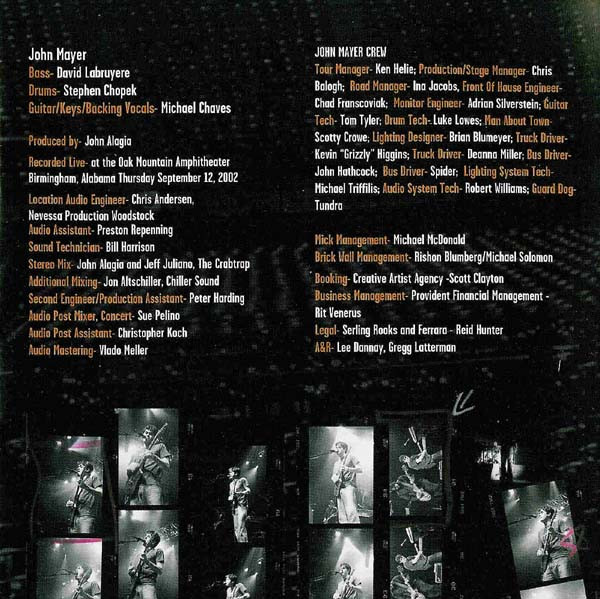 John Mayer
Bass- David Labruyere
Drums- Stephen Chopek
Guitar/Keys/Backing Vocals- Michael Chaves
Produced by- John Alagia
Recorded Live- at the Oak Mountain Amphitheater
Birmingham, Alabama Thursday September 12, 2002
Location Audio Engineer- Chris Andersen,
Nevessa Production Woodstock
Audio Assistant- Preston Repenning
Sound Technician- Bill Harrison
Stereo Mix- John Alagia and Jeff Juliano, The Crabtrap
Additional Mixing- Jon Altschiller, Chiller Sound
Second Engineer/Production Assistant- Peter Harding
Audio Post Mixer, Concert- Sue Pelino
Audio Post Assistant- Christopher Koch
Audio Mastering- Vlado Meller
JOHN MAYER CREW
Tour Manager- Ken Helie; Production/Stage Manager- Chris
Balogh; Road Manager- Ina Jacobs, Front Of House Engineer-
Chad Franscoviak; Monitor Engineer- Adrian Silverstein; Guitar
Tech- Tom Tyler; Drum Tech- Luke Lowes; Man About Town-
Scotty Crowe; Lighting Designer- Brian Blumeyer; Truck Driver-
Kevin "Grizzly" Higgins; Truck Driver- Deanna Miller; Bus Driver-
John Hathcock; Bus Driver- Spider; Lighting System Tech-
Michael Triffilis; Audio System Tech- Robert Williams; Guard Dog-
Tundra
Mick Management- Michael McDonald
Brick Wall Management- Rishon Blumberg/Michael Solomon
Booking- Creative Artist Agency -Scott Clayton
Business Management- Provident Financial Management -
Rit Venerus
Legal- Serling Rooks and Ferrara - Reid Hunter
A&R- Lee Dannay, Gregg Latterman